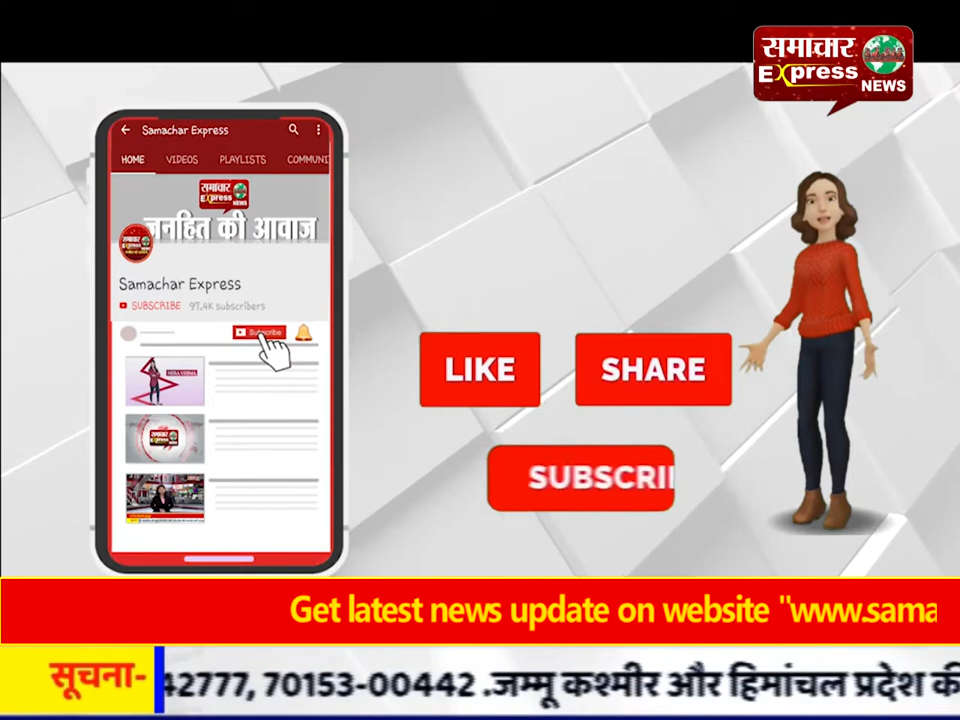 समाचार
Express
NEWS
Samachar Express
HOME VIDEOS PLAYLISTS COMMUNI
समाचार
Express
NEWS
जनहित की आवाज
Samachar Express
SUBSCRIBE 97.4K subscribers
Subscribe
LIKE
SHARE
SUBSCRI
Get latest news update on website "www.sama
सूचना-
42777, 70153-00442 .जम्मू कश्मीर और हिमांचल प्रदेश की